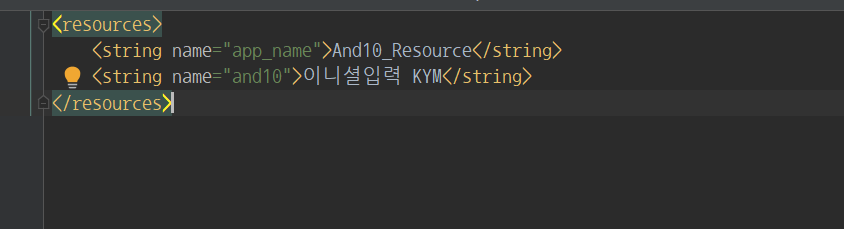 <resources>
<string name="app_name">And10_Resource</string>
<string name="and10">이니셜입력 KYM</string>
</resources>